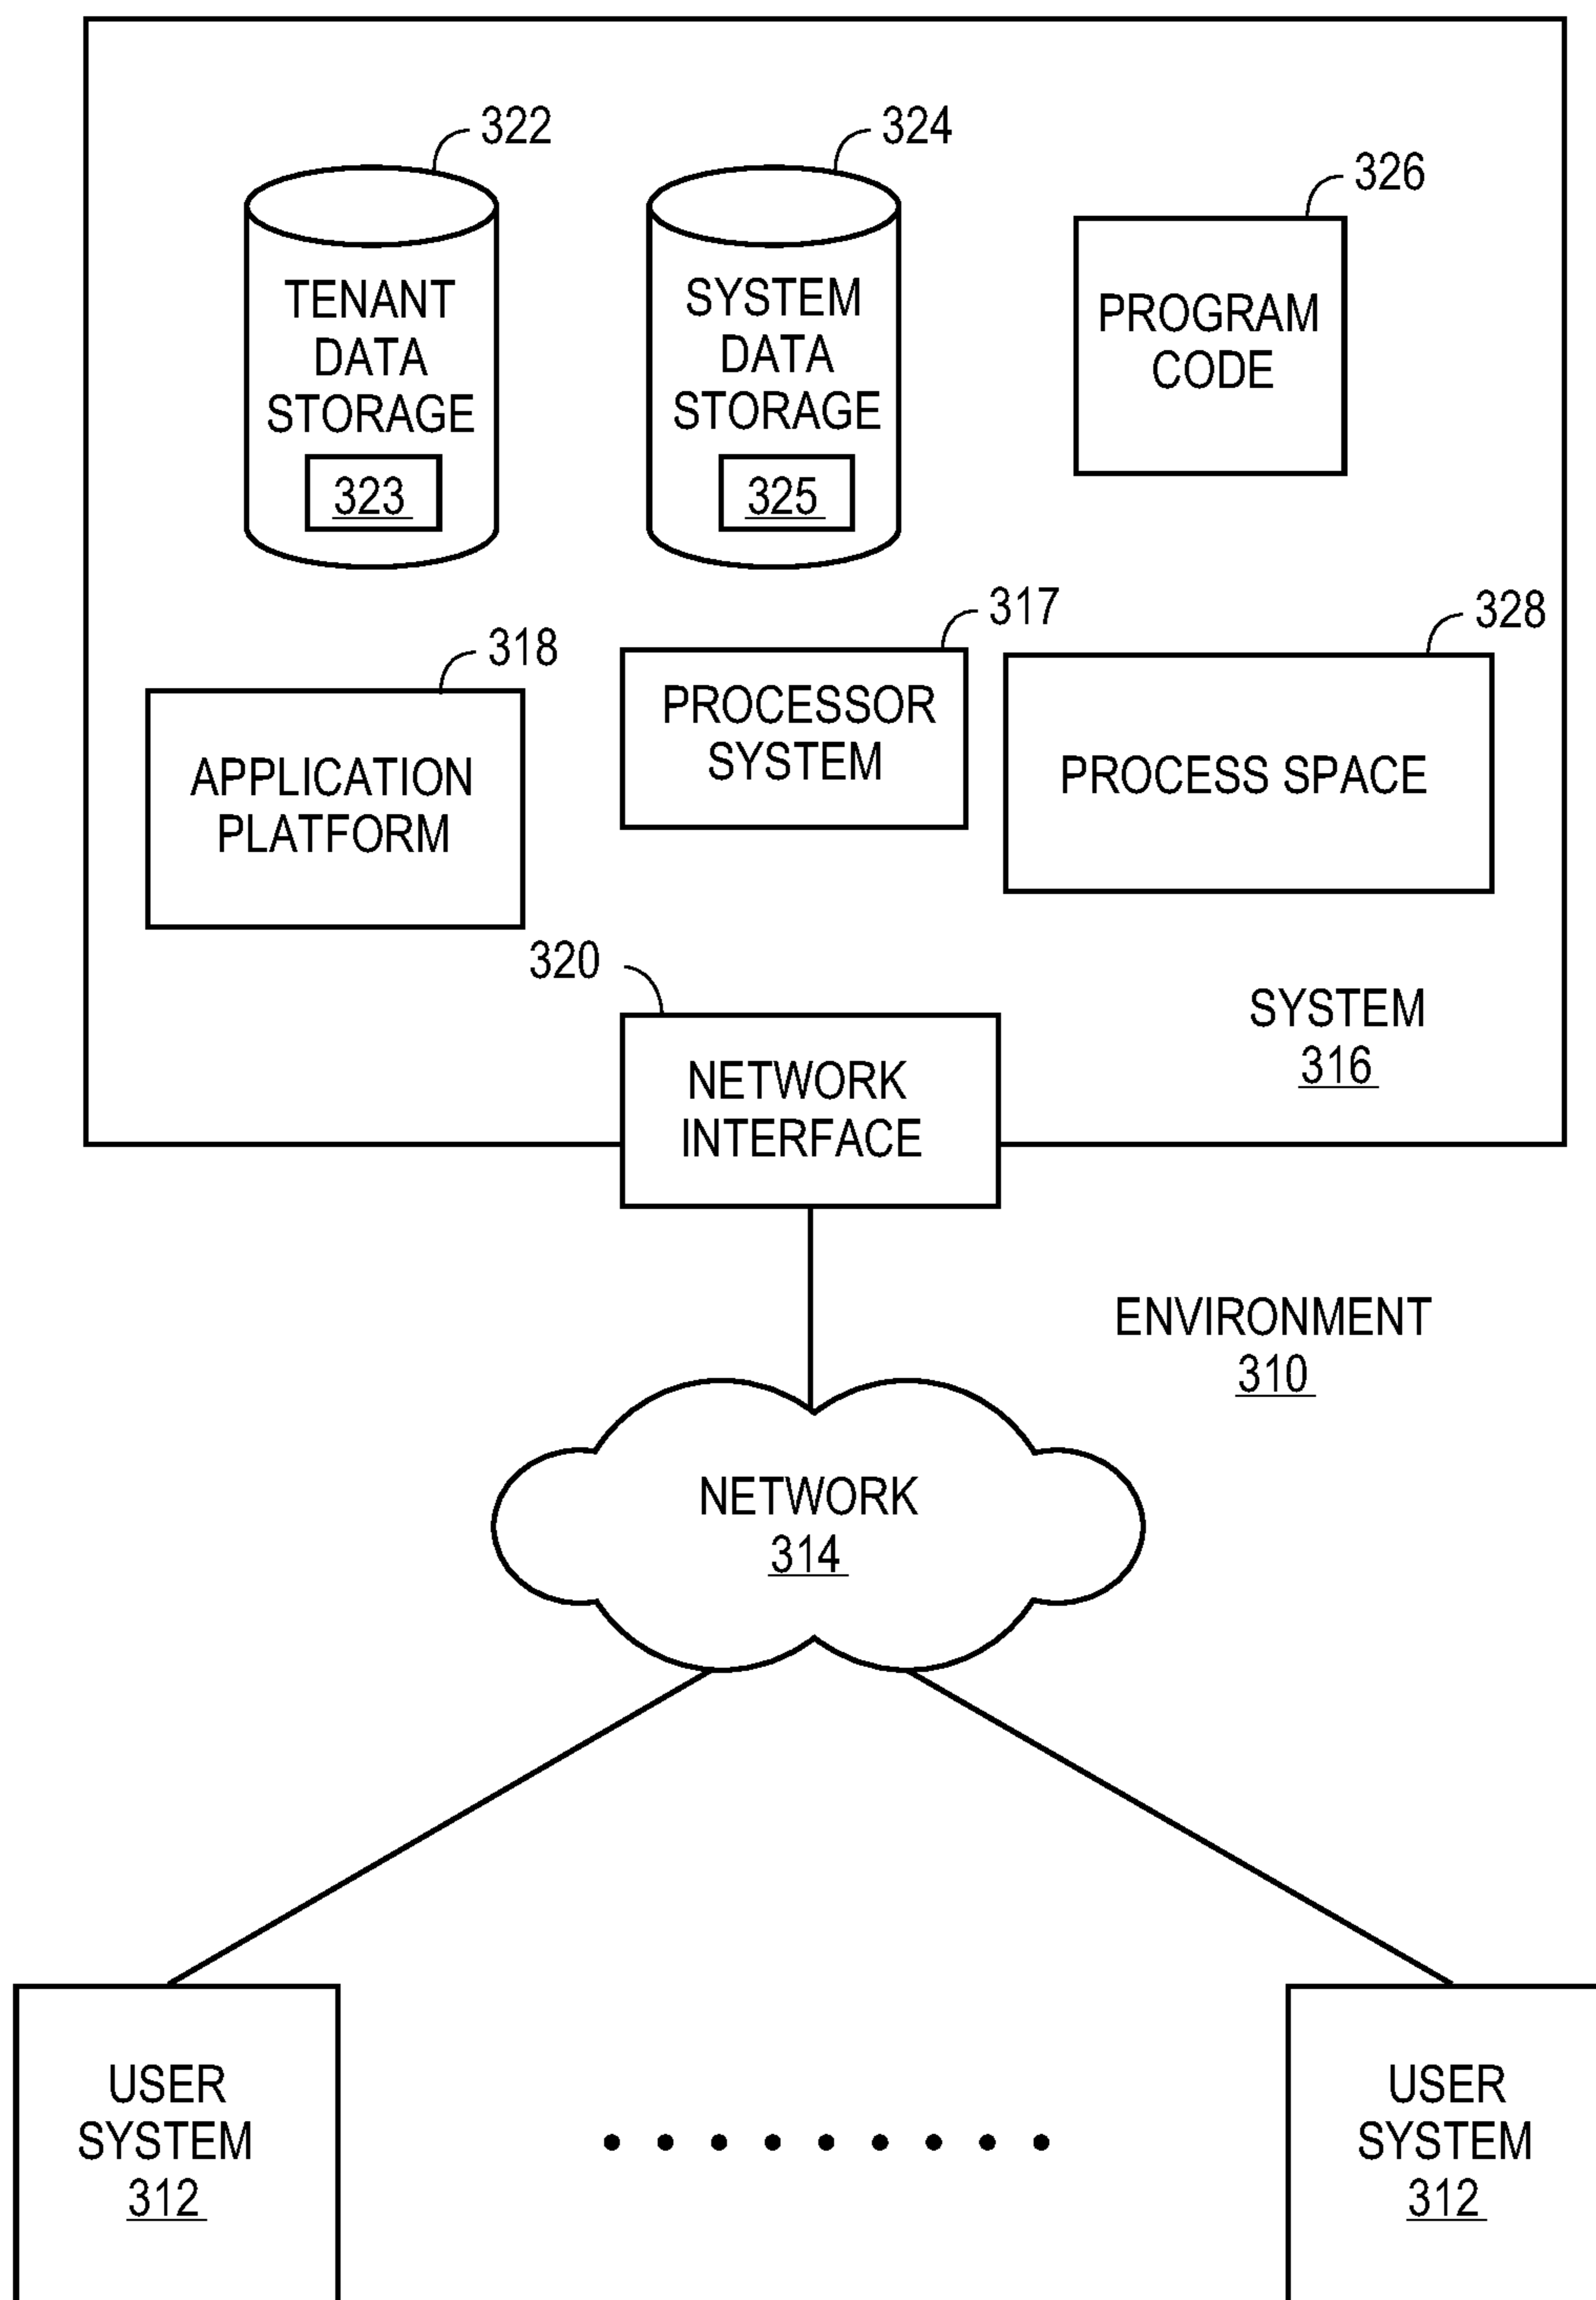 322
324
326
TENANT
DATA
STORAGE
323
SYSTEM
DATA
STORAGE
325
PROGRAM
CODE
318
317
328
APPLICATION
PLATFORM
PROCESSOR
SYSTEM
PROCESS SPACE
320
NETWORK
INTERFACE
SYSTEM
316
ENVIRONMENT
310
NETWORK
314
USER
SYSTEM
312
USER
SYSTEM
312